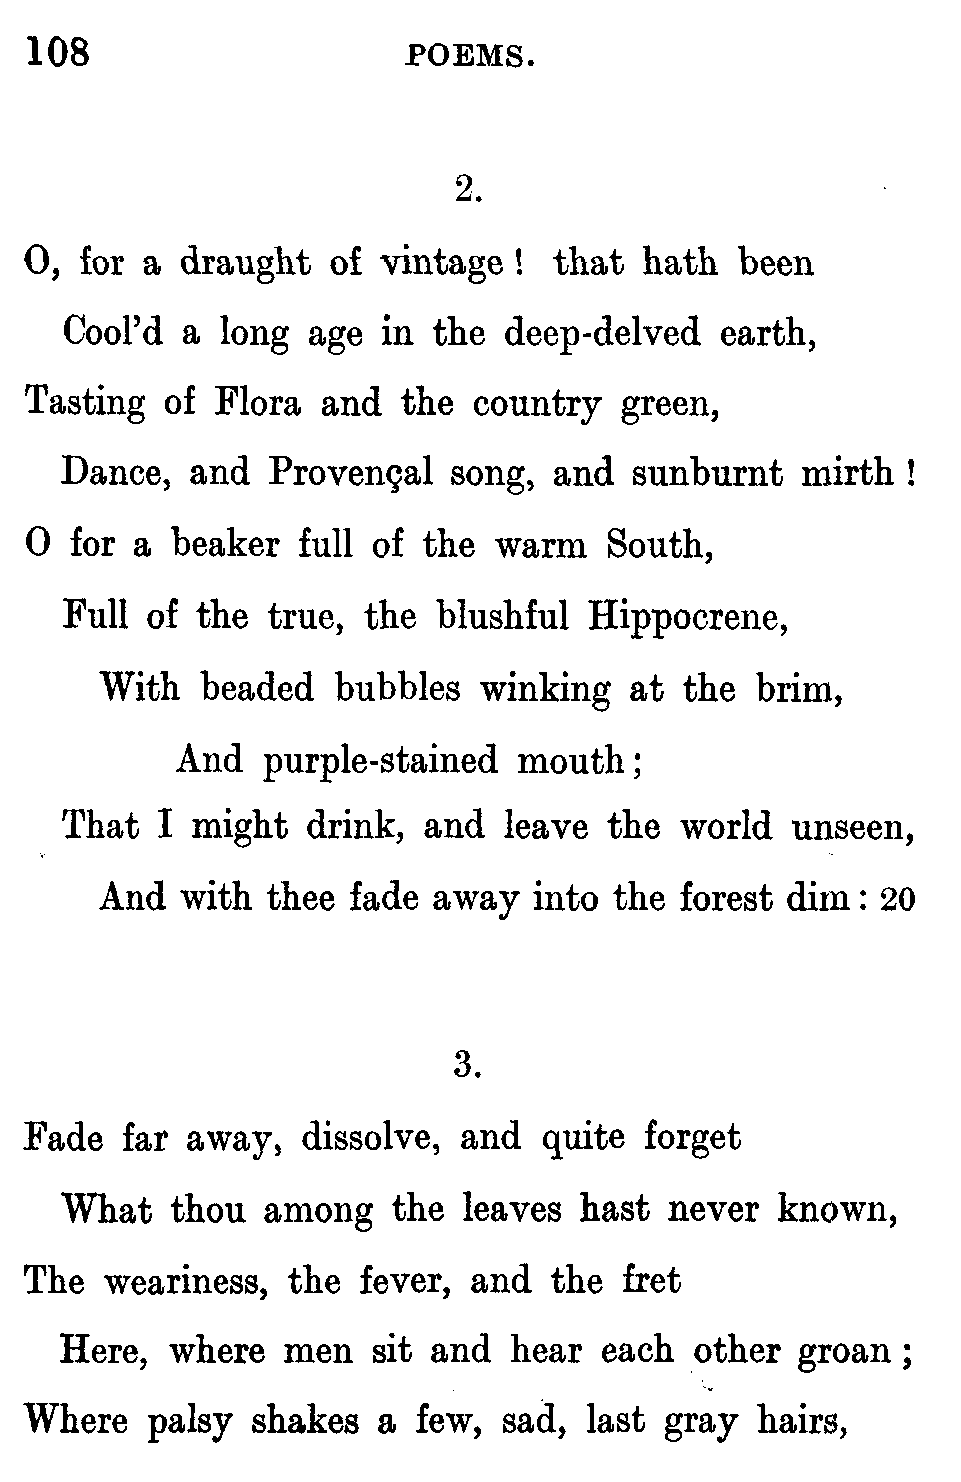 108 POEMS.
2.
O, for a draught of vintage! that hath been
Cool'd a long age in the deep-delved earth,
Tasting of Flora and the country green,
Dance, and Provençal song, and sunburnt mirth!
O for a beaker full of the warm South,
Full of the true, the blushful Hippocrene,
With beaded bubbles winking at the brim,
And purple-stained mouth;
That I might drink, and leave the world unseen,
And with thee fade away into the forest dim: 20
3.
Fade far away, dissolve, and quite forget
What thou among the leaves hast never known,
The weariness, the fever, and the fret
Here, where men sit and hear each other groan;
Where palsy shakes a few, sad, last gray hairs,